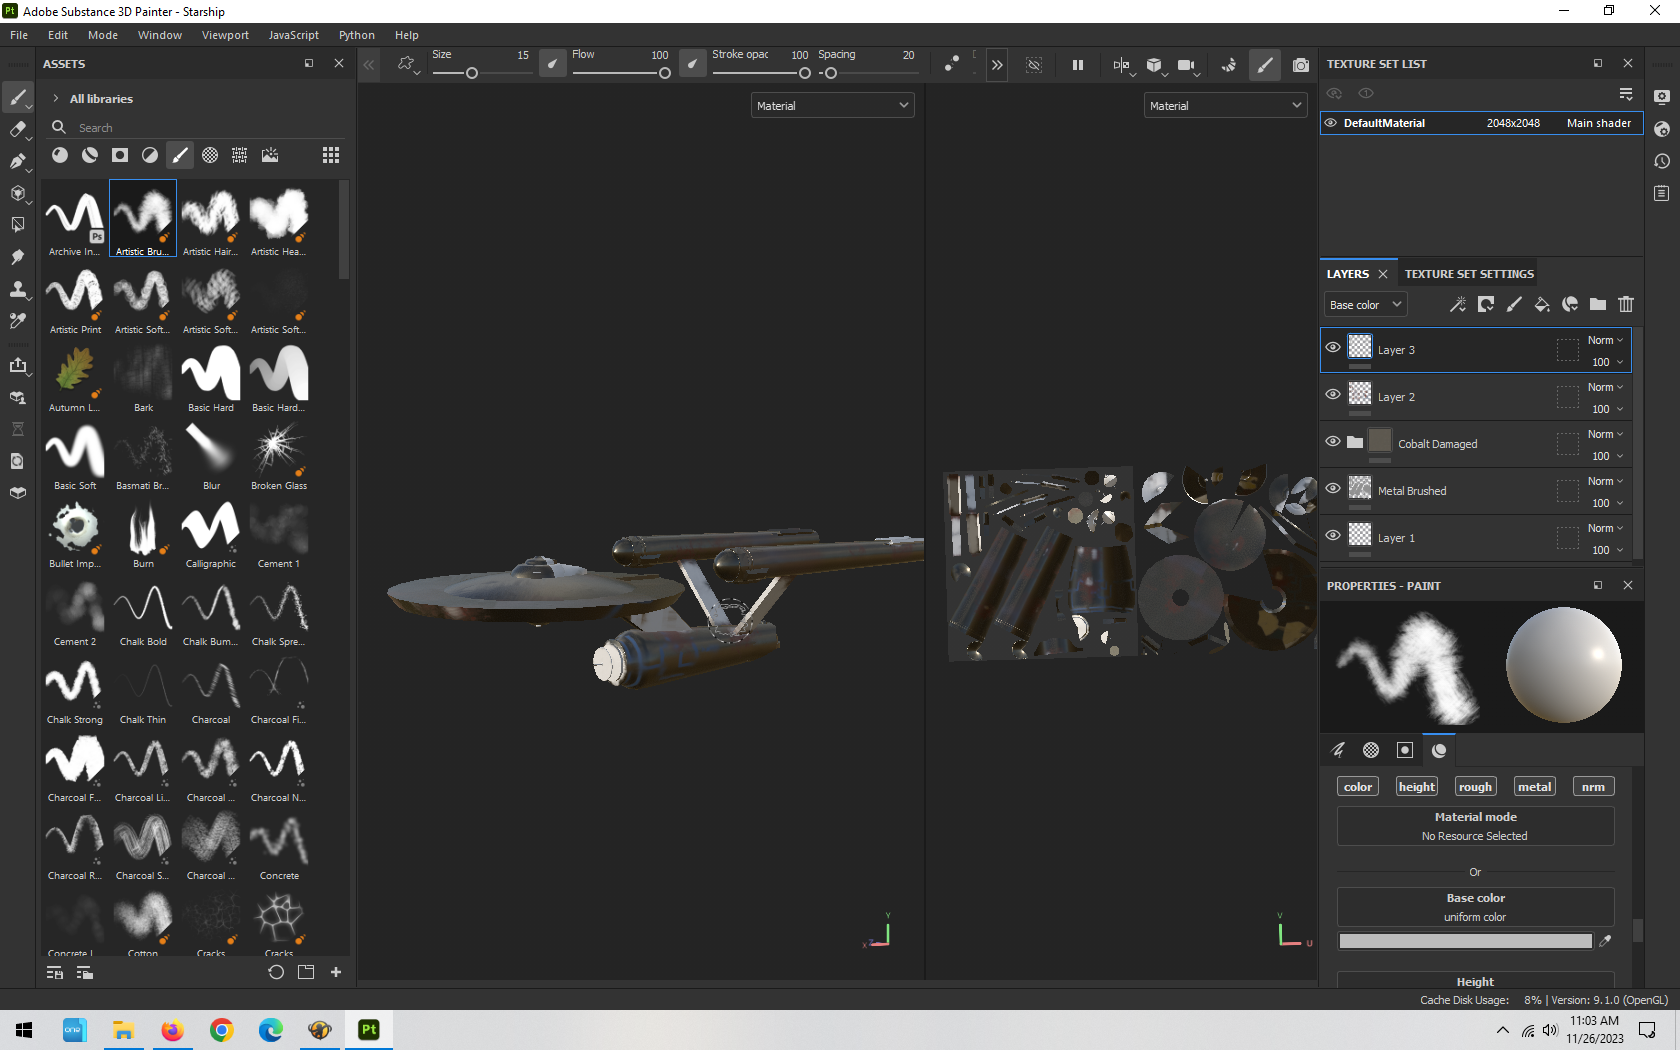 Pt Adobe Substance 3D Painter - Starship
File Edit Mode Window Viewport JavaScript Python Help
ASSETS
All libraries
Search
Archive In...
Artistic Bru...
Artistic Hair...
Artistic Hea...
Artistic Print
Artistic Soft...
Artistic Soft...
Artistic Soft...
Autumn L...
Bark
Basic Hard
Basic Hard...
Basic Soft
Basmati Br...
Blur
Broken Glass
Bullet Imp...
Burn
Calligraphic
Cement 1
Cement 2
Chalk Bold
Chalk Bum...
Chalk Spre...
Chalk Strong
Chalk Thin
Charcoal
Charcoal Fi...
Charcoal F...
Charcoal Li...
Charcoal ...
Charcoal N...
Charcoal R...
Charcoal S...
Charcoal ...
Concrete
Concrete L
Cotton
Cracks
Cracks
Ps
Size 15
Flow 100
Stroke opac 100
Spacing 20
Material
Material
Y
X Z
V
U
TEXTURE SET LIST
DefaultMaterial 2048x2048 Main shader
LAYERS
TEXTURE SET SETTINGS
Base color
Layer 3 Norm 100
Layer 2 Norm 100
Cobalt Damaged Norm 100
Metal Brushed Norm 100
Layer 1 Norm 100
PROPERTIES - PAINT
color height rough metal nrm
Material mode
No Resource Selected
Or
Base color
uniform color
Height
Cache Disk Usage: 8% | Version: 9.1.0 (OpenGL)
one
Pt
11:03 AM
11/26/2023